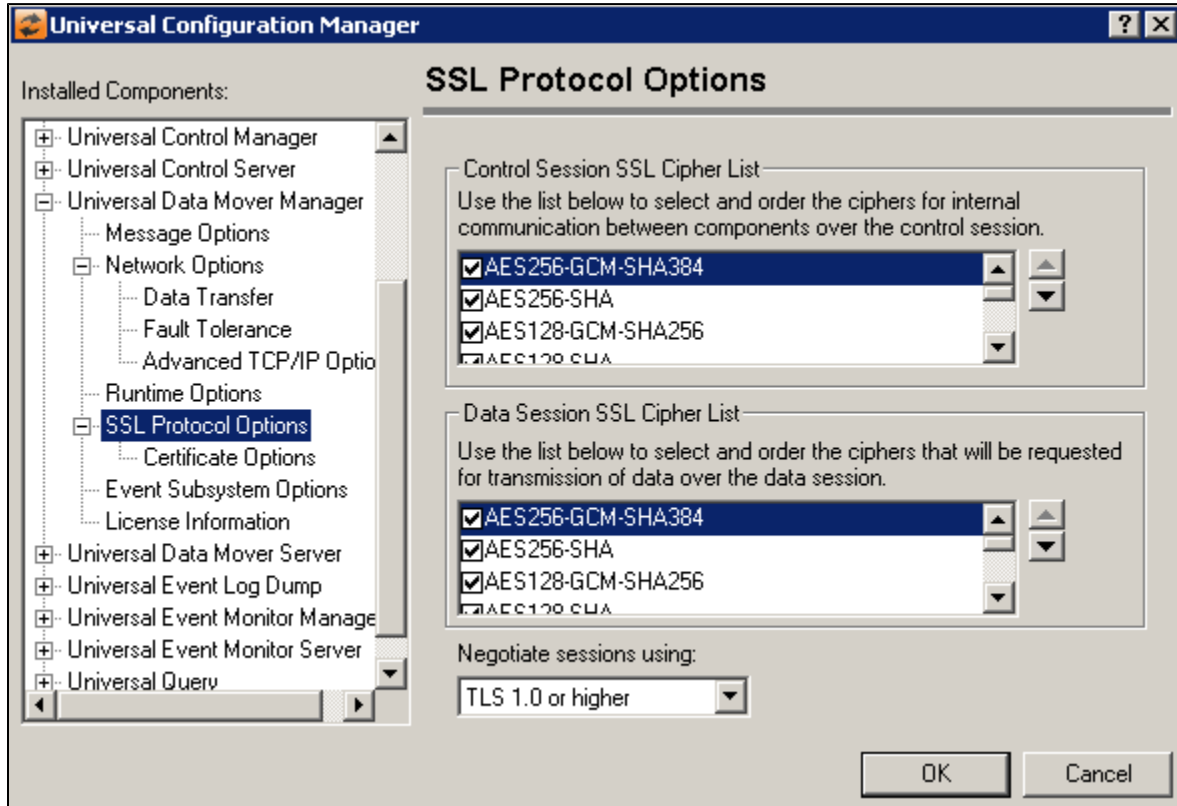 Universal Configuration Manager
Installed Components:
Universal Control Manager
Universal Control Server
Universal Data Mover Manager
Message Options
Network Options
Data Transfer
Fault Tolerance
Advanced TCP/IP Optio
Runtime Options
SSL Protocol Options
Certificate Options
Event Subsystem Options
License Information
Universal Data Mover Server
Universal Event Log Dump
Universal Event Monitor Manage
Universal Event Monitor Server
Universal Query
SSL Protocol Options
Control Session SSL Cipher List
Use the list below to select and order the ciphers for internal
communication between components over the control session.
AES256-GCM-SHA384
AES256-SHA
AES128-GCM-SHA256
AES128-SHA
Data Session SSL Cipher List
Use the list below to select and order the ciphers that will be requested
for transmission of data over the data session.
AES256-GCM-SHA384
AES256-SHA
AES128-GCM-SHA256
AES128-SHA
Negotiate sessions using:
TLS 1.0 or higher
OK
Cancel